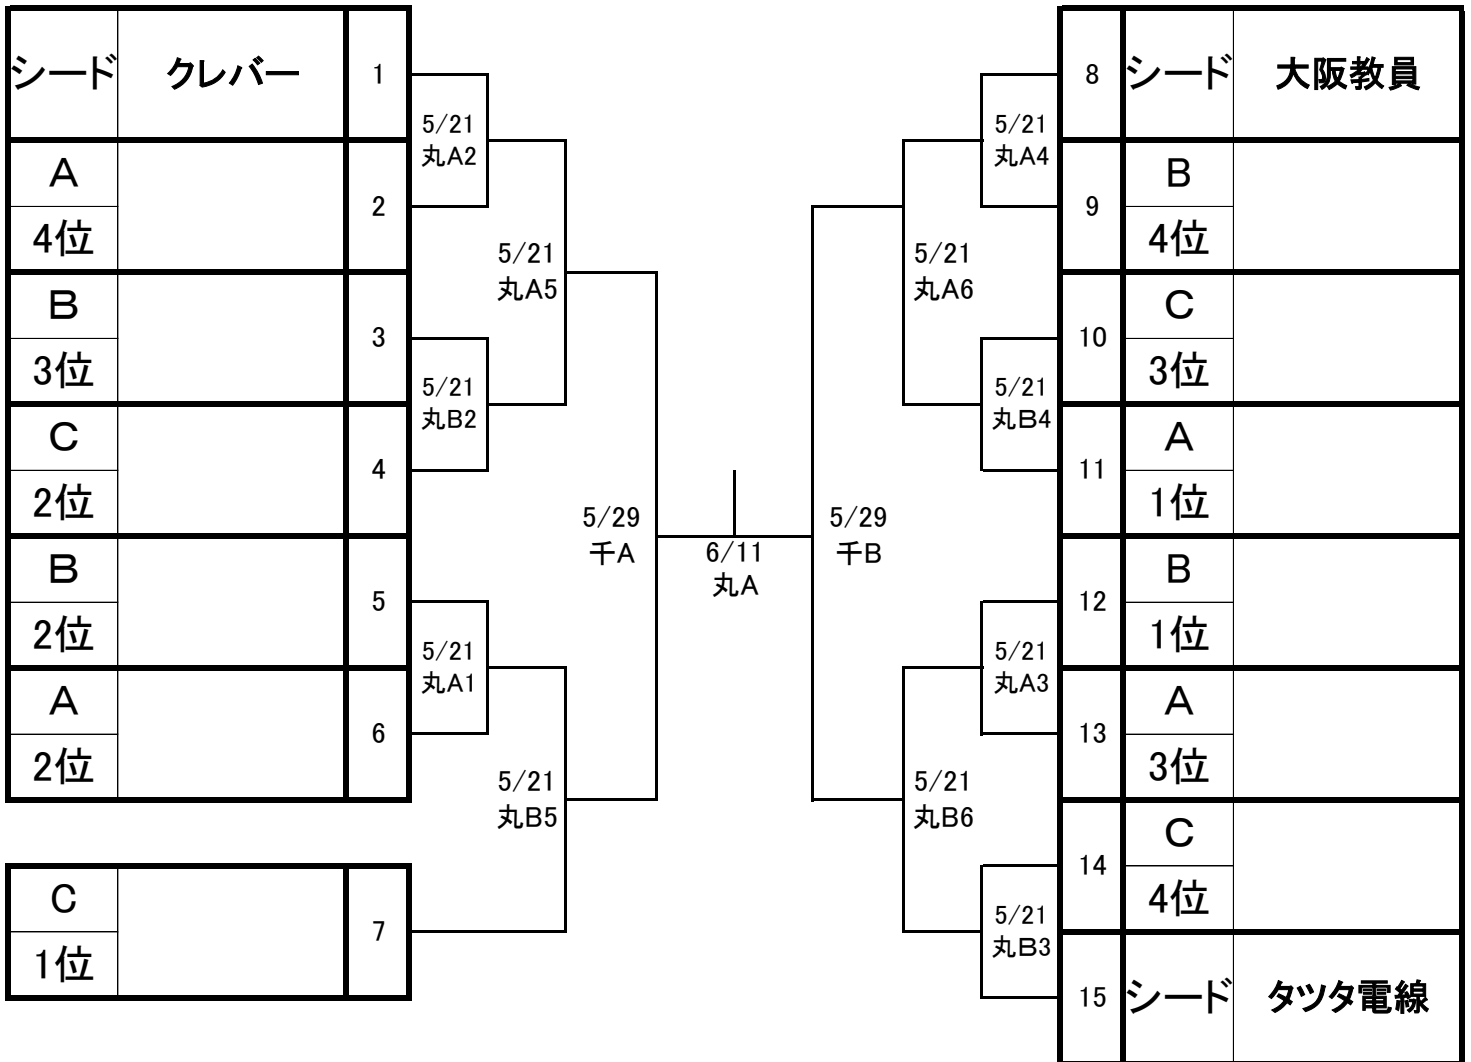 シード クレバー 1
5/21
丸A2
A
4位
2
5/21
丸A5
B
3位
3
5/21
丸B2
C
2位
4
5/29
千A
B
2位
5
5/21
丸A1
A
2位
6
5/21
丸B5
C
1位
7
6/11
丸A
8 シード 大阪教員
5/21
丸A4
9
B
4位
5/21
丸A6
10
C
3位
5/21
丸B4
11
A
1位
5/29
千B
12
B
1位
5/21
丸A3
13
A
3位
5/21
丸B6
14
C
4位
5/21
丸B3
15 シード タツタ電線